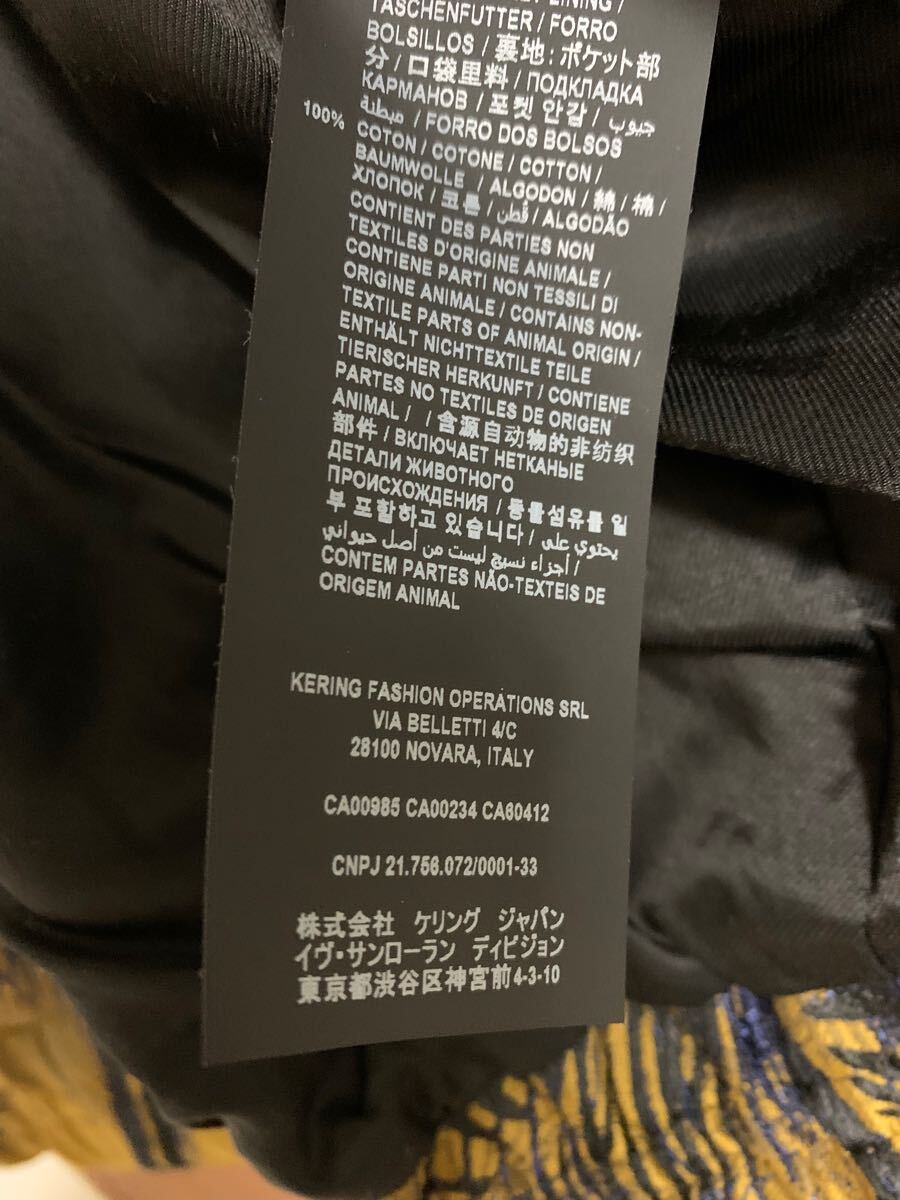 LINING /
TASCHENFUTTER / FORRO
BOLSILLOS / 裏地: ポケット部
分 / 口袋里料 / ПОДКЛАДКА
КАРМАНОВ / 포켓 안감 / جيوب
مبطنة / FORRO DOS BOLSOS
100% COTON / COTONE / COTTON /
BAUMWOLLE / ALGODON / 綿 / 棉 /
ХЛОПОК / 코튼 / قطن / ALGODÃO
CONTIENT DES PARTIES NON
TEXTILES D'ORIGINE ANIMALE /
CONTIENE PARTI NON TESSILI DI
ORIGINE ANIMALE / CONTAINS NON-
TEXTILE PARTS OF ANIMAL ORIGIN /
ENTHÄLT NICHTTEXTILE TEILE
TIERISCHER HERKUNFT / CONTIENE
PARTES NO TEXTILES DE ORIGEN
ANIMAL / / 含源自动物的非纺织
部件 / ВКЛЮЧАЕТ НЕТКАНЫЕ
ДЕТАЛИ ЖИВОТНОГО
ПРОИСХОЖДЕНИЯ / 동물섬유를 일
부 포함하고 있습니다 / يحتوي على
أجزاء نسيج ليست من أصل حيواني /
CONTEM PARTES NÃO-TEXTEIS DE
ORIGEM ANIMAL
KERING FASHION OPERATIONS SRL
VIA BELLETTI 4/C
28100 NOVARA, ITALY
CA00985 CA00234 CA60412
CNPJ 21.756.072/0001-33
株式会社 ケリング ジャパン
イヴ・サンローラン ディビジョン
東京都渋谷区神宮前4-3-10